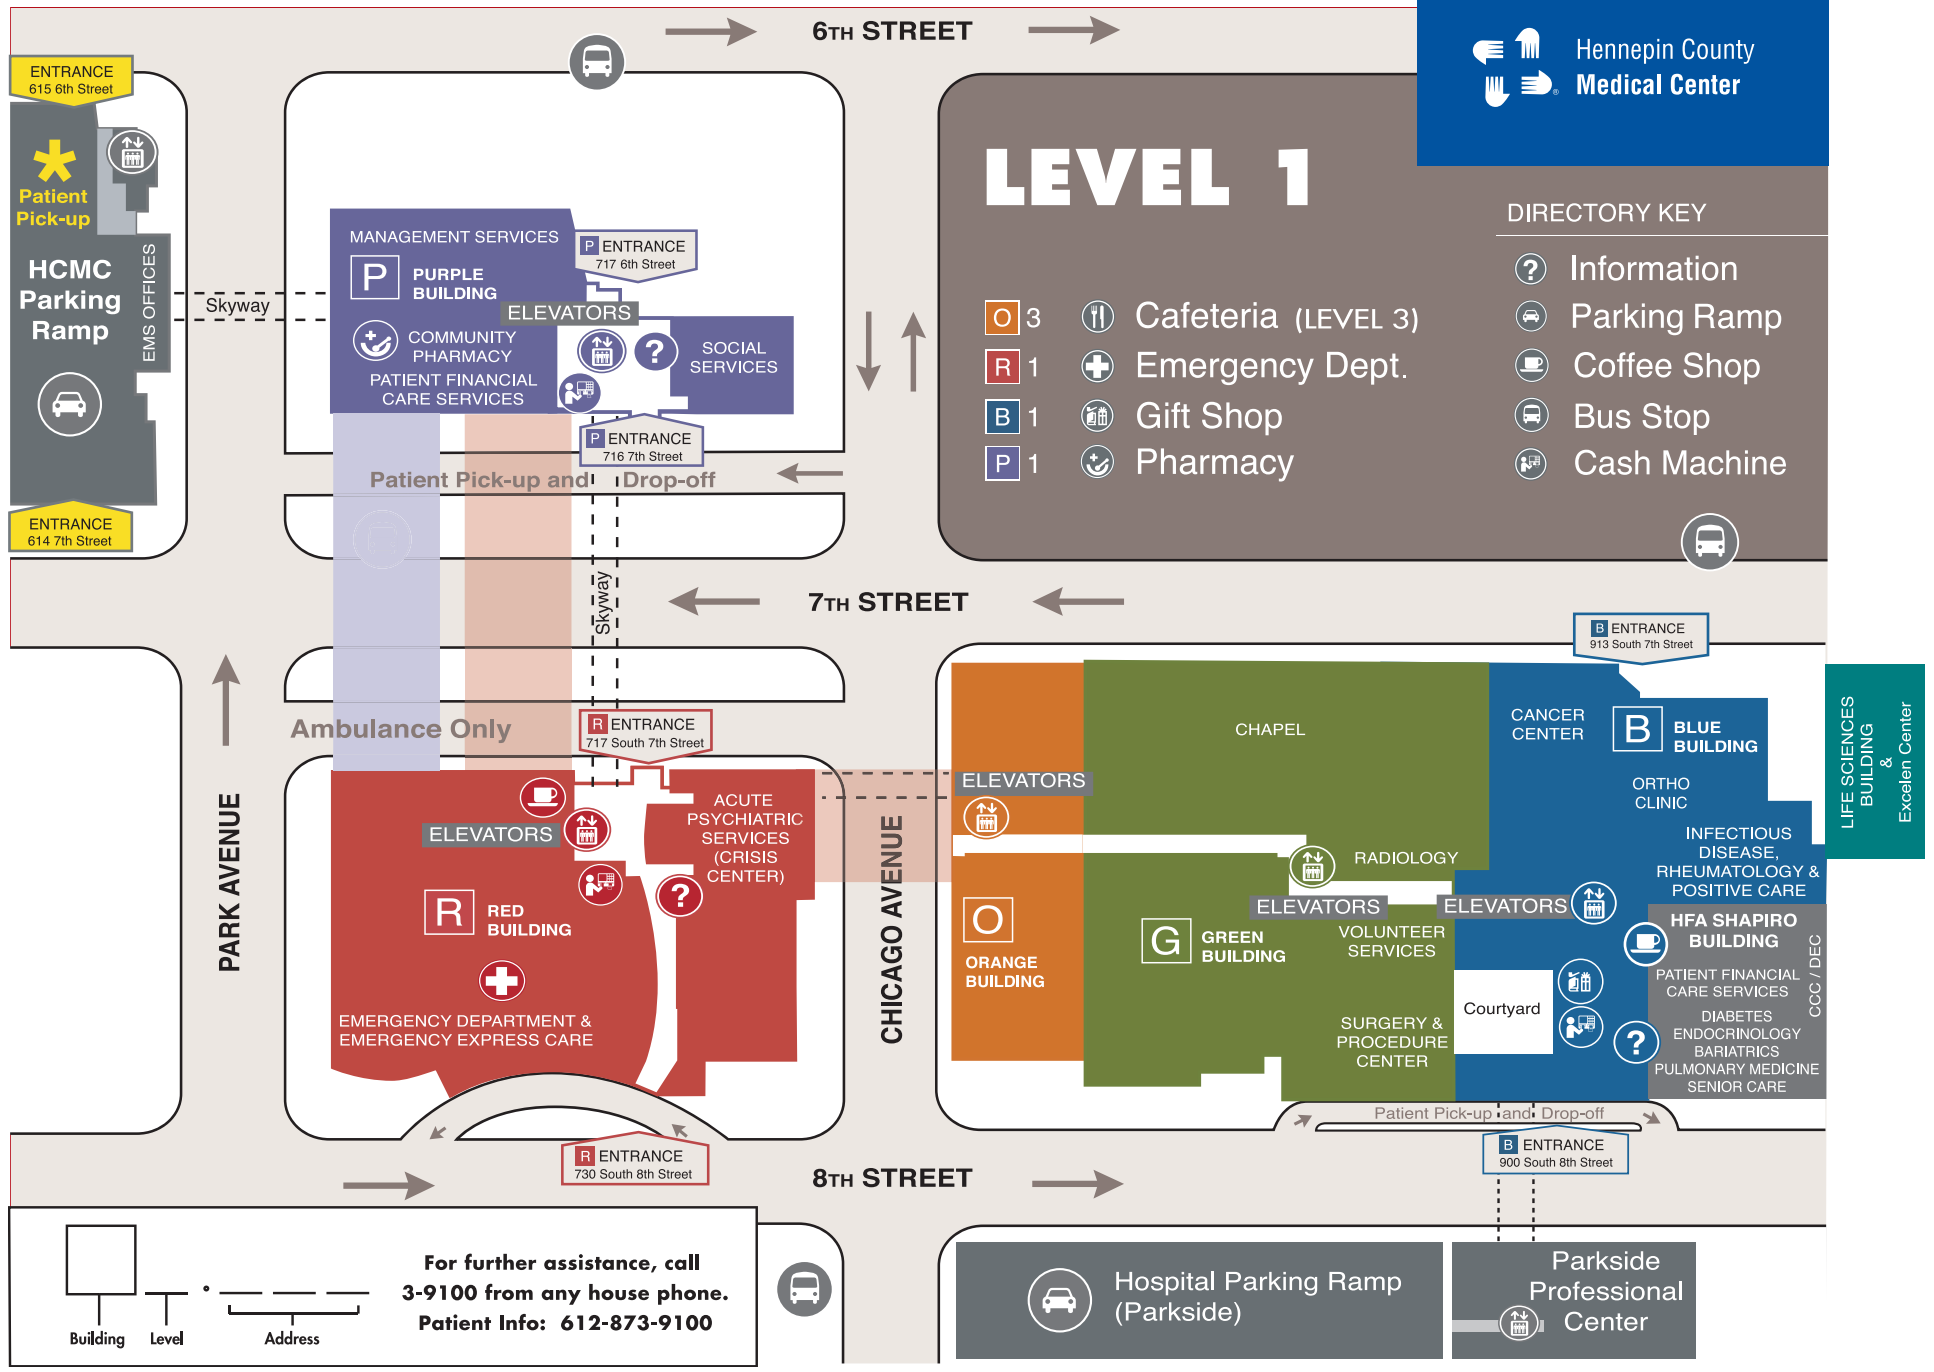 6TH STREET
Hennepin County
Medical Center
®
ENTRANCE
615 6th Street
Patient
Pick-up
HCMC
Parking
Ramp
EMS OFFICES
ENTRANCE
614 7th Street
Skyway
MANAGEMENT SERVICES
P
PURPLE
BUILDING
P ENTRANCE
717 6th Street
ELEVATORS
COMMUNITY
PHARMACY
PATIENT FINANCIAL
CARE SERVICES
?
SOCIAL
SERVICES
P ENTRANCE
716 7th Street
Patient Pick-up and Drop-off
LEVEL 1
O 3 Cafeteria (LEVEL 3)
R 1 Emergency Dept.
B 1 Gift Shop
P 1 Pharmacy
DIRECTORY KEY
? Information
Parking Ramp
Coffee Shop
Bus Stop
Cash Machine
Skyway
7TH STREET
B ENTRANCE
913 South 7th Street
Ambulance Only
R ENTRANCE
717 South 7th Street
PARK AVENUE
ELEVATORS
ACUTE
PSYCHIATRIC
SERVICES
(CRISIS
CENTER)
?
R
RED
BUILDING
EMERGENCY DEPARTMENT &
EMERGENCY EXPRESS CARE
R ENTRANCE
730 South 8th Street
CHICAGO AVENUE
ELEVATORS
O
ORANGE
BUILDING
CHAPEL
RADIOLOGY
ELEVATORS
G
GREEN
BUILDING
VOLUNTEER
SERVICES
SURGERY &
PROCEDURE
CENTER
CANCER
CENTER
B
BLUE
BUILDING
ORTHO
CLINIC
INFECTIOUS
DISEASE,
RHEUMATOLOGY &
POSITIVE CARE
ELEVATORS
Courtyard
?
HFA SHAPIRO
BUILDING
PATIENT FINANCIAL
CARE SERVICES
DIABETES
ENDOCRINOLOGY
BARIATRICS
PULMONARY MEDICINE
SENIOR CARE
CCC / DEC
LIFE SCIENCES
BUILDING
&
Excelen Center
Patient Pick-up and Drop-off
B ENTRANCE
900 South 8th Street
8TH STREET
Building
Level
Address
For further assistance, call
3-9100 from any house phone.
Patient Info: 612-873-9100
Hospital Parking Ramp
(Parkside)
Parkside
Professional
Center